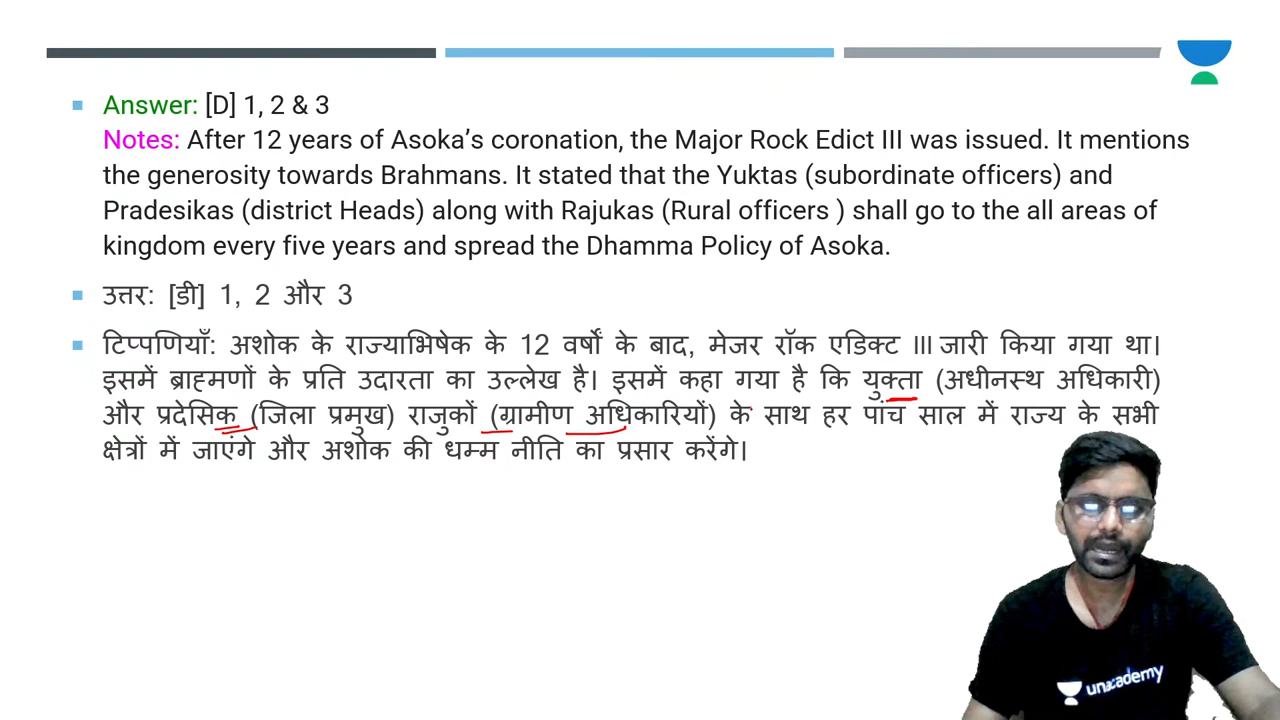 Answer: [D] 1, 2 & 3
Notes: After 12 years of Asoka’s coronation, the Major Rock Edict III was issued. It mentions
the generosity towards Brahmans. It stated that the Yuktas (subordinate officers) and
Pradesikas (district Heads) along with Rajukas (Rural officers ) shall go to the all areas of
kingdom every five years and spread the Dhamma Policy of Asoka.
उत्तर: [डी] 1, 2 और 3
टिप्पणियाँ: अशोक के राज्याभिषेक के 12 वर्षों के बाद, मेजर रॉक एडिक्ट III जारी किया गया था।
इसमें ब्राह्मणों के प्रति उदारता का उल्लेख है। इसमें कहा गया है कि युक्ता (अधीनस्थ अधिकारी)
और प्रदेसिक (जिला प्रमुख) राजुकों (ग्रामीण अधिकारियों) के साथ हर पांच साल में राज्य के सभी
क्षेत्रों में जाएंगे और अशोक की धम्म नीति का प्रसार करेंगे।
unacademy